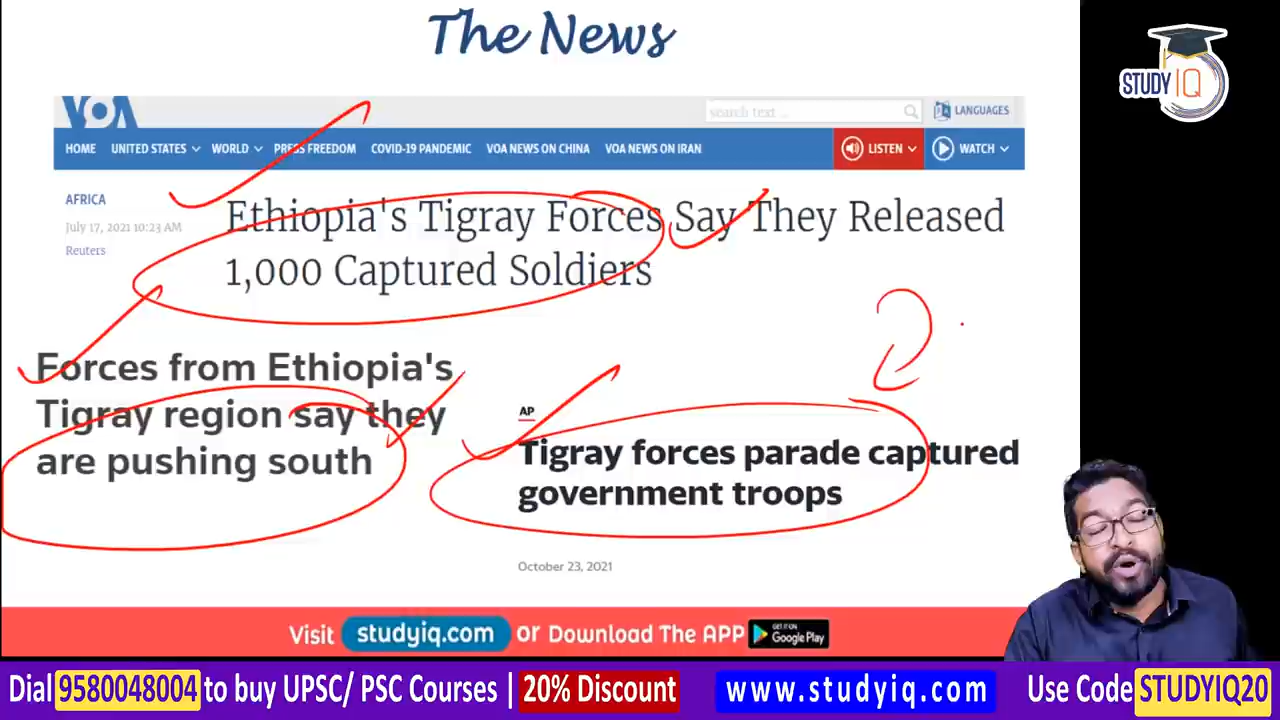 The News
STUDY IQ
VOA
search text ...
LANGUAGES
HOME UNITED STATES WORLD PRESS FREEDOM COVID-19 PANDEMIC VOA NEWS ON CHINA VOA NEWS ON IRAN LISTEN WATCH
AFRICA
July 17, 2021 10:23 AM
Reuters
Ethiopia's Tigray Forces Say They Released
1,000 Captured Soldiers
Forces from Ethiopia's
Tigray region say they
are pushing south
AP
Tigray forces parade captured
government troops
October 23, 2021
Visit studyiq.com or Download The APP GET IT ON Google Play
Dial 9580048004 to buy UPSC/ PSC Courses | 20% Discount www.studyiq.com Use Code STUDYIQ20